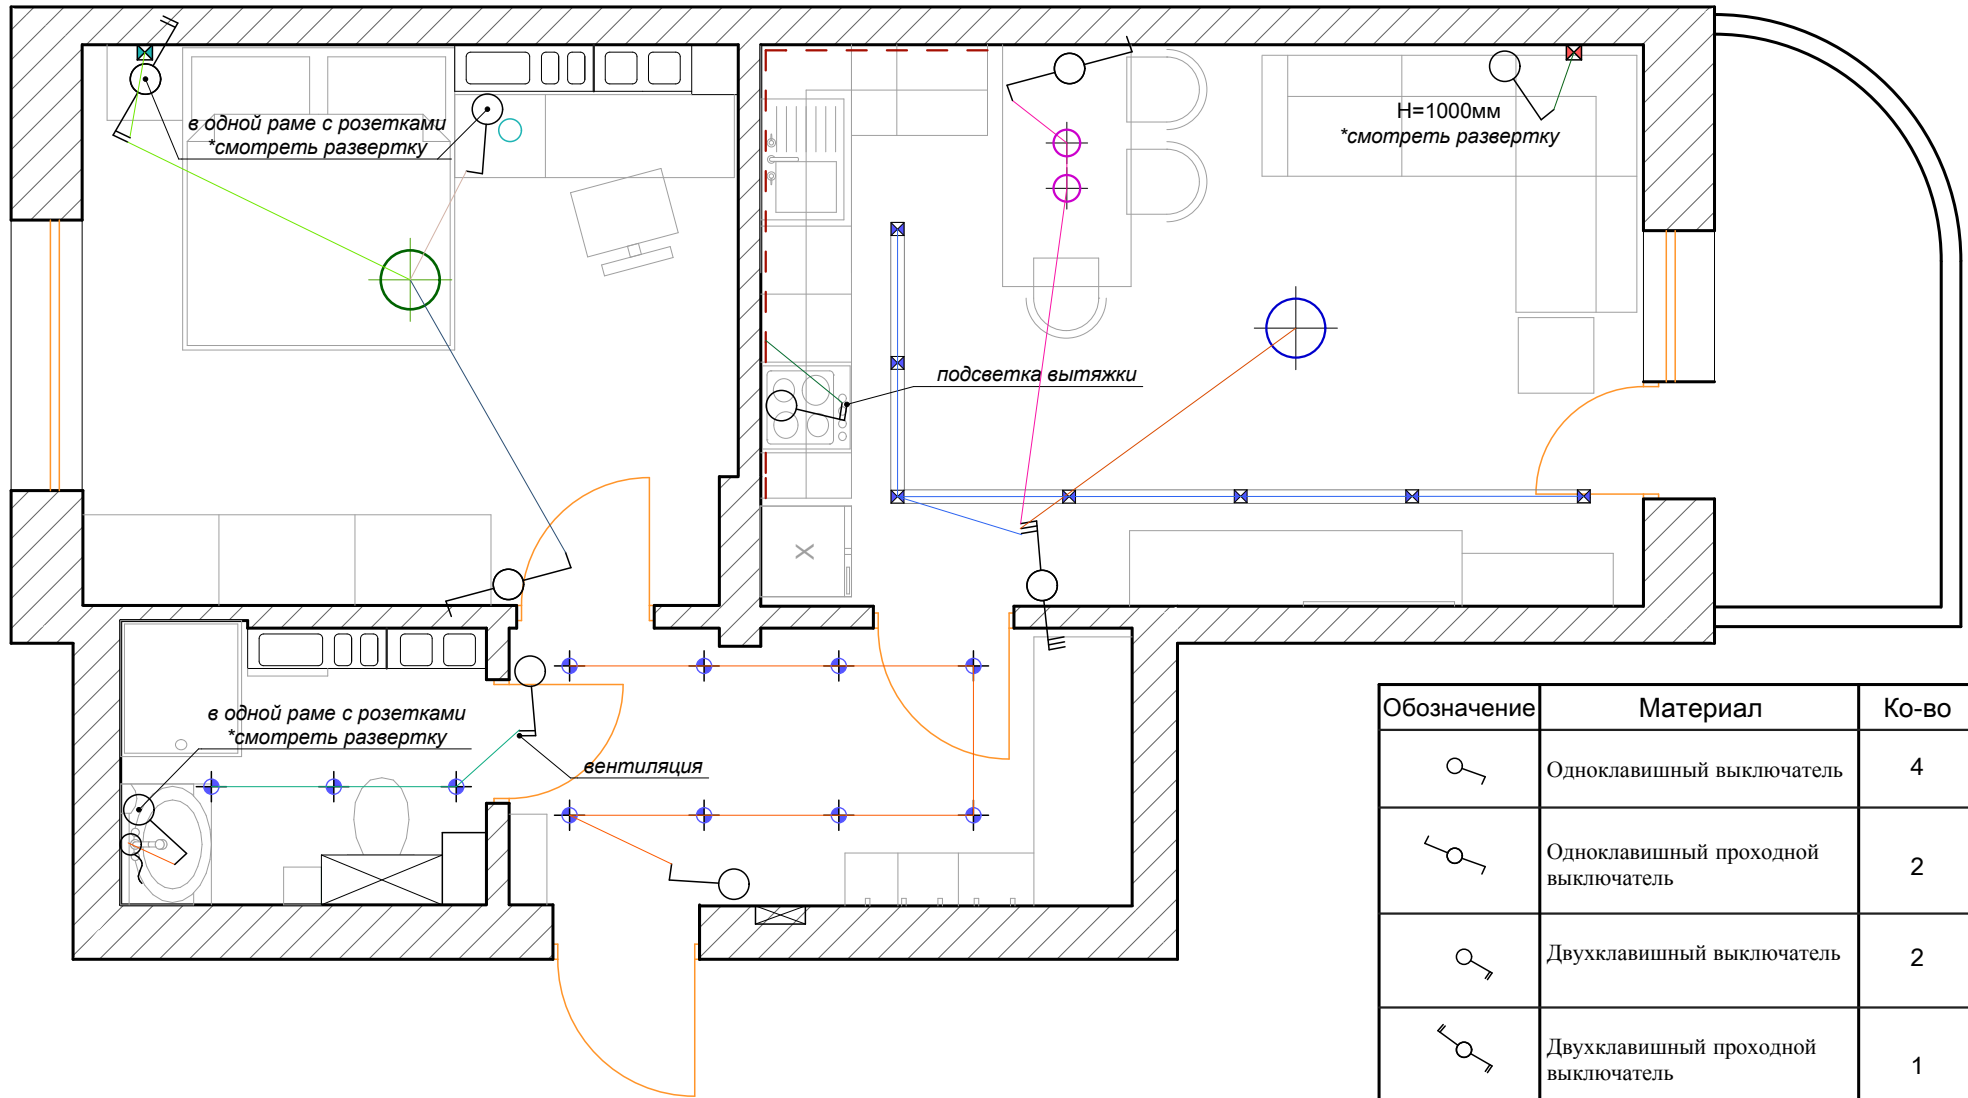 в одной раме с розетками
*смотреть развертку
H=1000мм
*смотреть развертку
подсветка вытяжки
в одной раме с розетками
*смотреть развертку
вентиляция
Обозначение Материал Ко-во
Одноклавишный выключатель 4
Одноклавишный проходной
выключатель 2
Двухклавишный выключатель 2
Двухклавишный проходной
выключатель 1